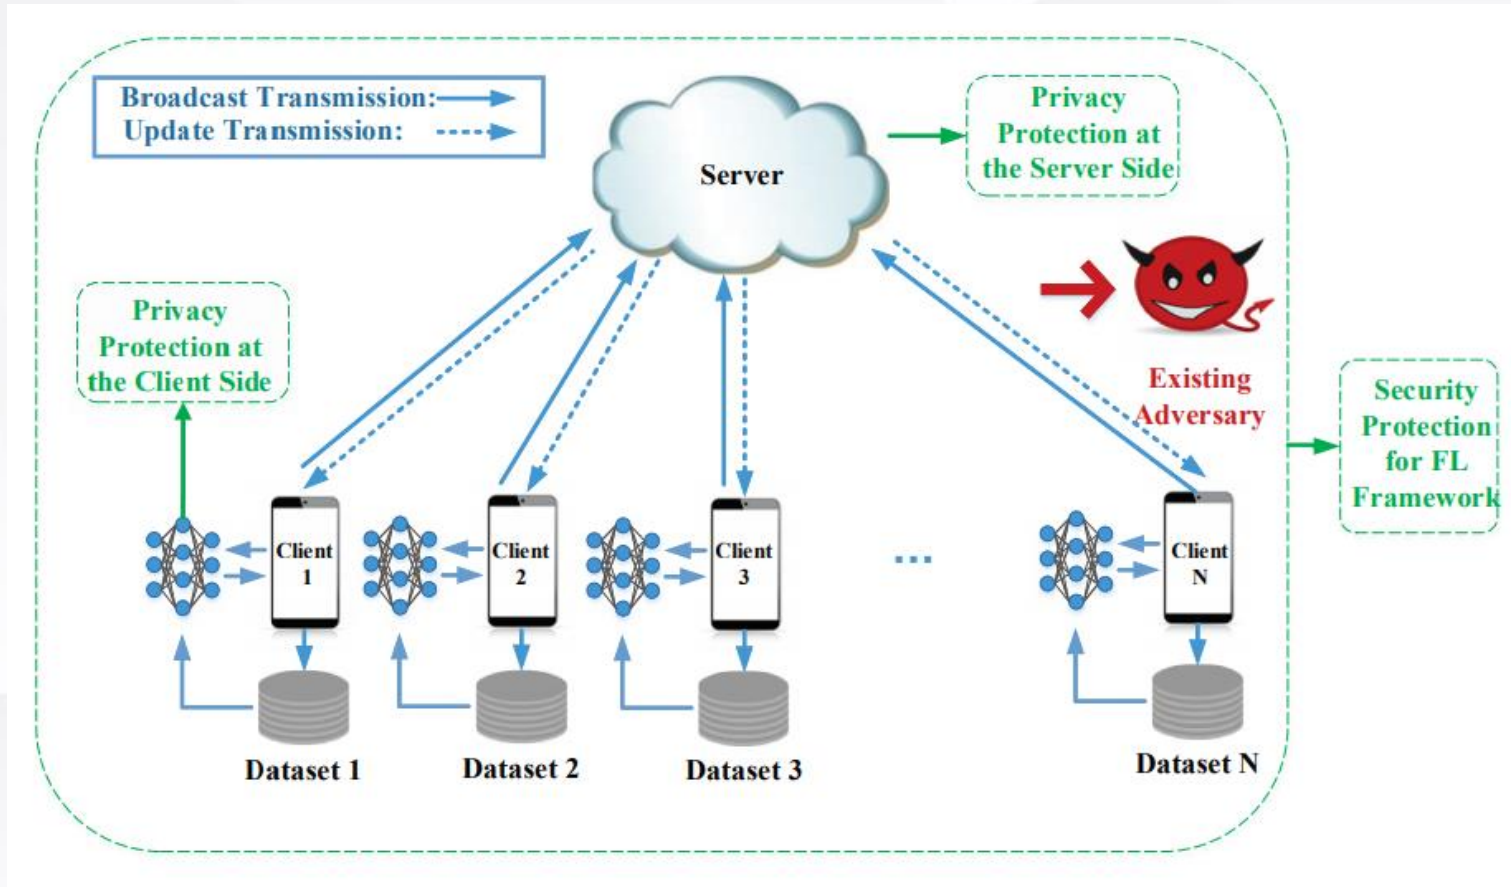 Broadcast Transmission:
Update Transmission:
Server
Privacy
Protection at
the Server Side
Privacy
Protection at
the Client Side
Existing
Adversary
Security
Protection
for FL
Framework
Client
1
Client
2
Client
3
...
Client
N
Dataset 1
Dataset 2
Dataset 3
Dataset N